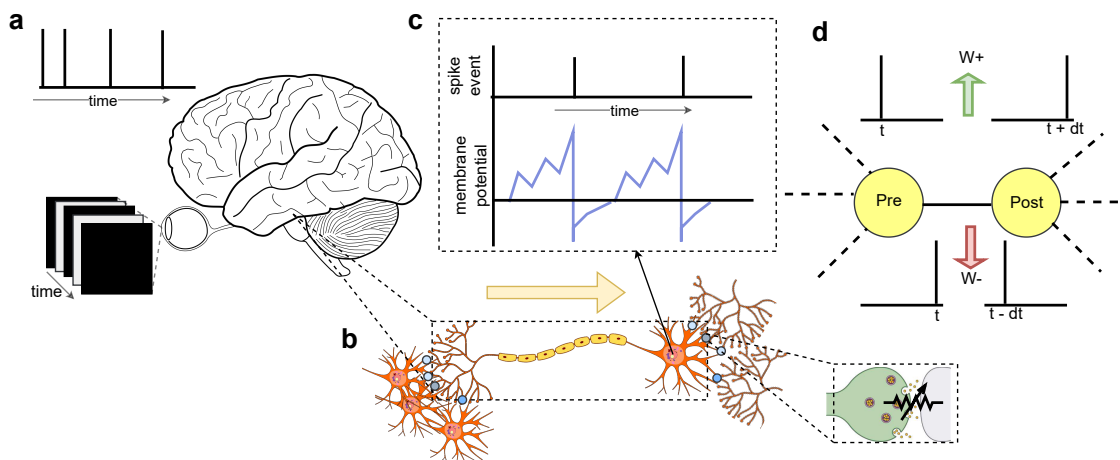 a
time
time
b
c
spike
event
time
membrane
potential
d
W+
t
t + dt
Pre
Post
W-
t
t - dt